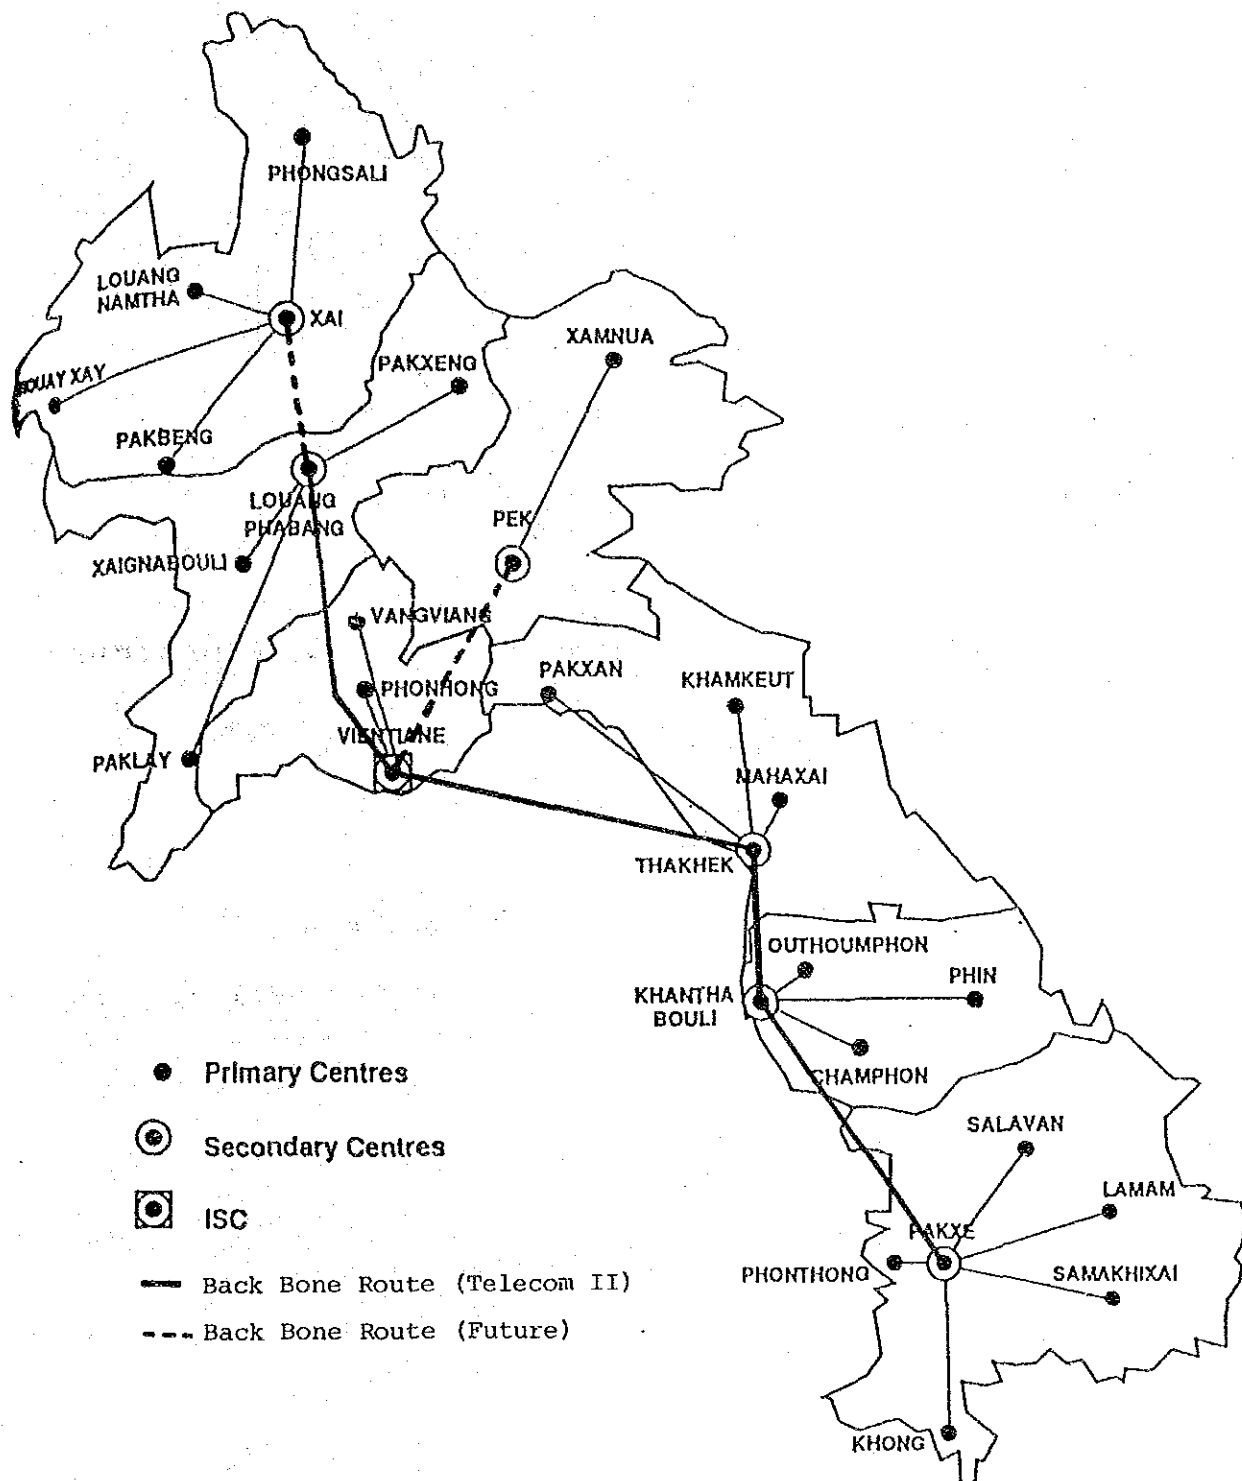 PHONGSALI
LOUANG
NAMTHA
XAI
XAMNUA
PAKXENG
XAY
PAKBENG
LOUANG
PHABANG
PEK
XAIGNABOULI
VANGVIANG
PAKXAN
KHAMKEUT
PHONHONG
VIENTIANE
PAKLAY
MAHAXAI
THAKHEK
OUTHOUMPHON
PHIN
KHANTHA
BOULI
CHAMPHON
SALAVAN
LAMAM
PAKXE
PHONTHONG
SAMAKHIXAI
KHONG
Primary Centres
Secondary Centres
ISC
Back Bone Route (Telecom II)
Back Bone Route (Future)